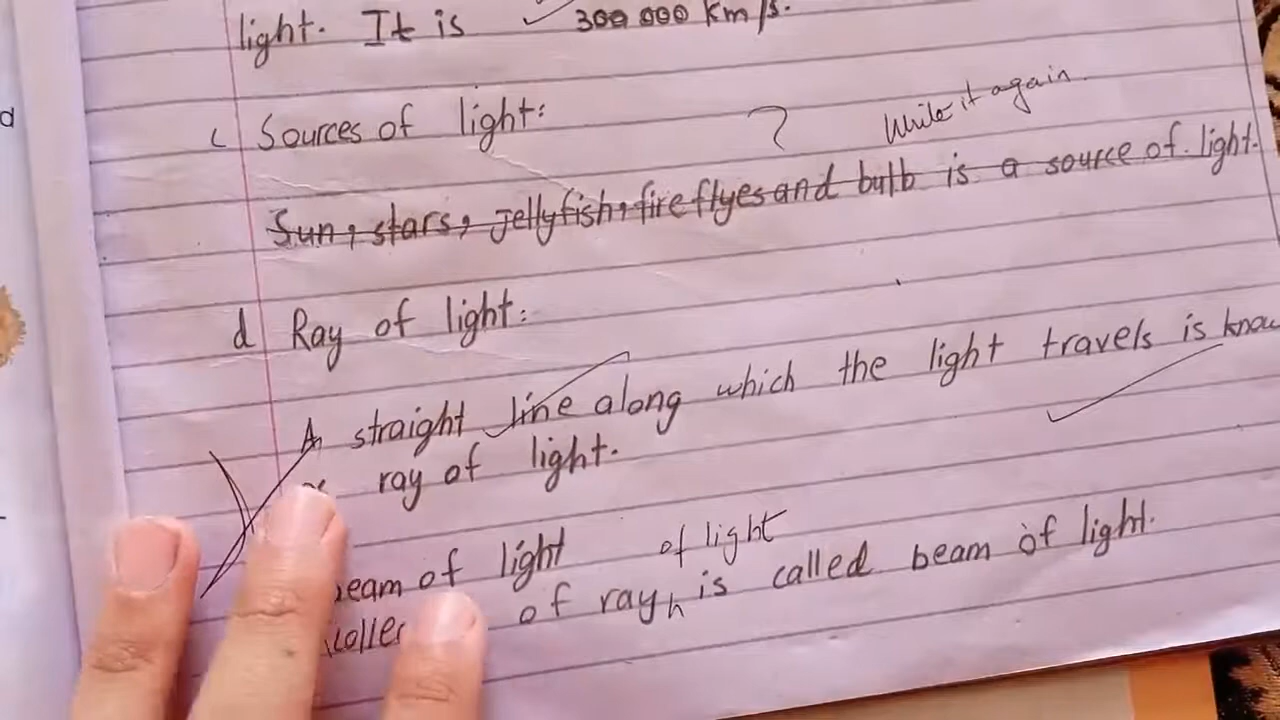 light. It is 300 000 km/s.
c Sources of light:
? Write it again.
Sun, stars, jellyfish, fireflyes and bulb is a source of light.
d Ray of light:
A straight line along which the light travels is know
ray of light.
eam of light
of light
of ray is called beam of light.